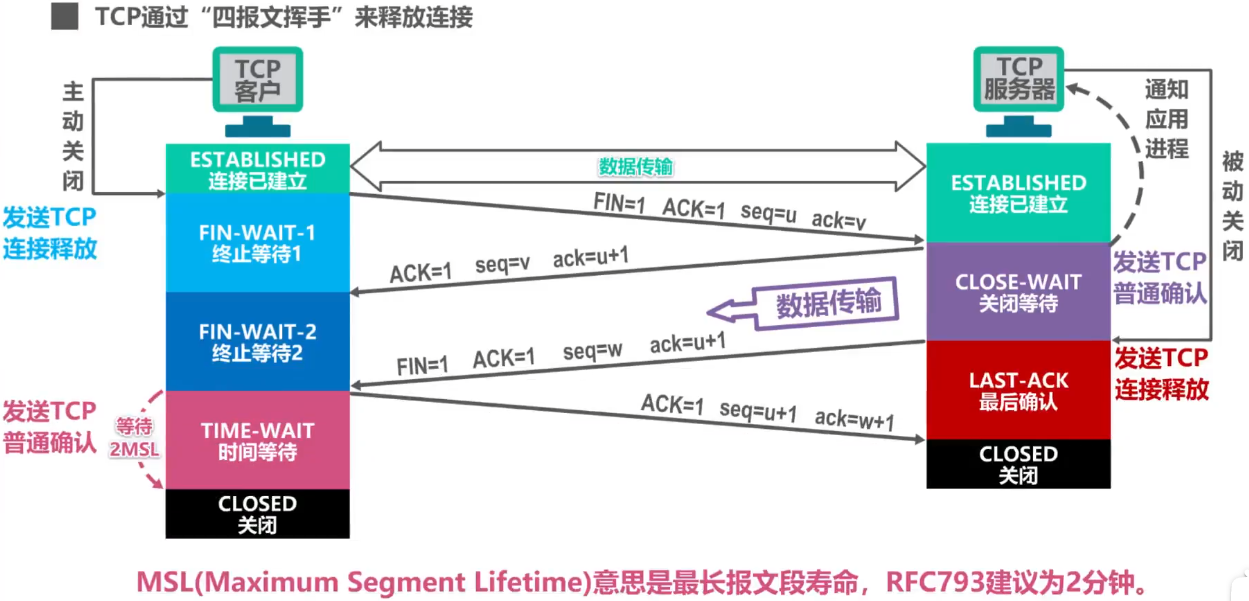 TCP通过“四报文挥手”来释放连接
TCP
客户
TCP
服务器
主动关闭
通知
应用
进程
被动关闭
ESTABLISHED
连接已建立
数据传输
ESTABLISHED
连接已建立
发送TCP
连接释放
FIN=1 ACK=1 seq=u ack=v
FIN-WAIT-1
终止等待1
ACK=1 seq=v ack=u+1
CLOSE-WAIT
关闭等待
发送TCP
普通确认
数据传输
FIN-WAIT-2
终止等待2
FIN=1 ACK=1 seq=w ack=u+1
发送TCP
连接释放
LAST-ACK
最后确认
发送TCP
普通确认
等待
2MSL
TIME-WAIT
时间等待
ACK=1 seq=u+1 ack=w+1
CLOSED
关闭
CLOSED
关闭
MSL(Maximum Segment Lifetime)意思是最长报文段寿命，RFC793建议为2分钟。